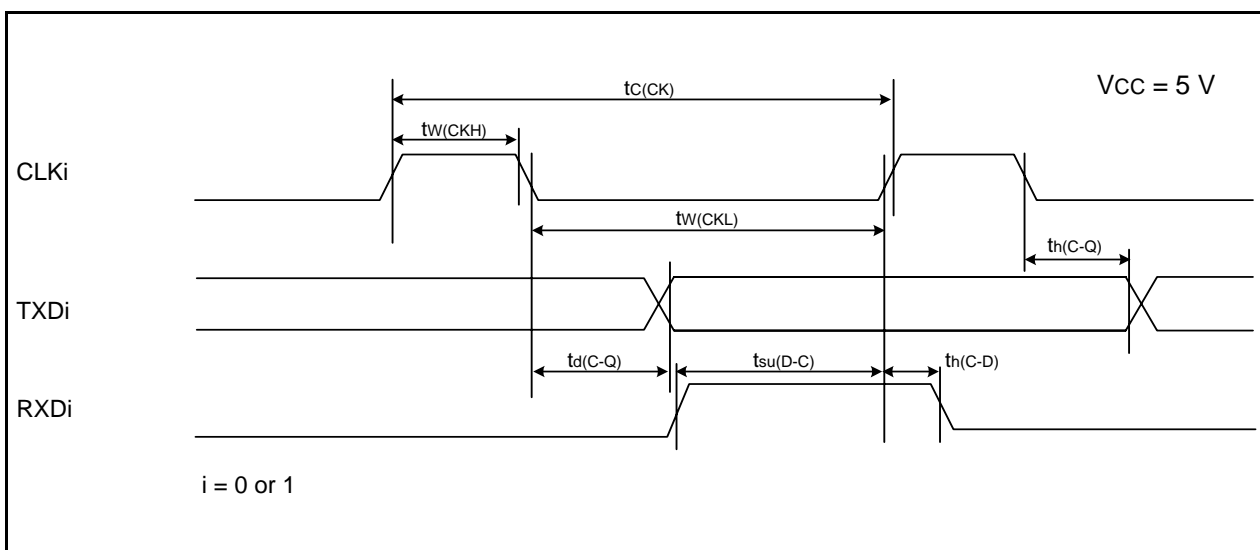 tC(CK)
VCC = 5 V
tW(CKH)
CLKi
tW(CKL)
th(C-Q)
TXDi
td(C-Q)
tsu(D-C)
th(C-D)
RXDi
i = 0 or 1